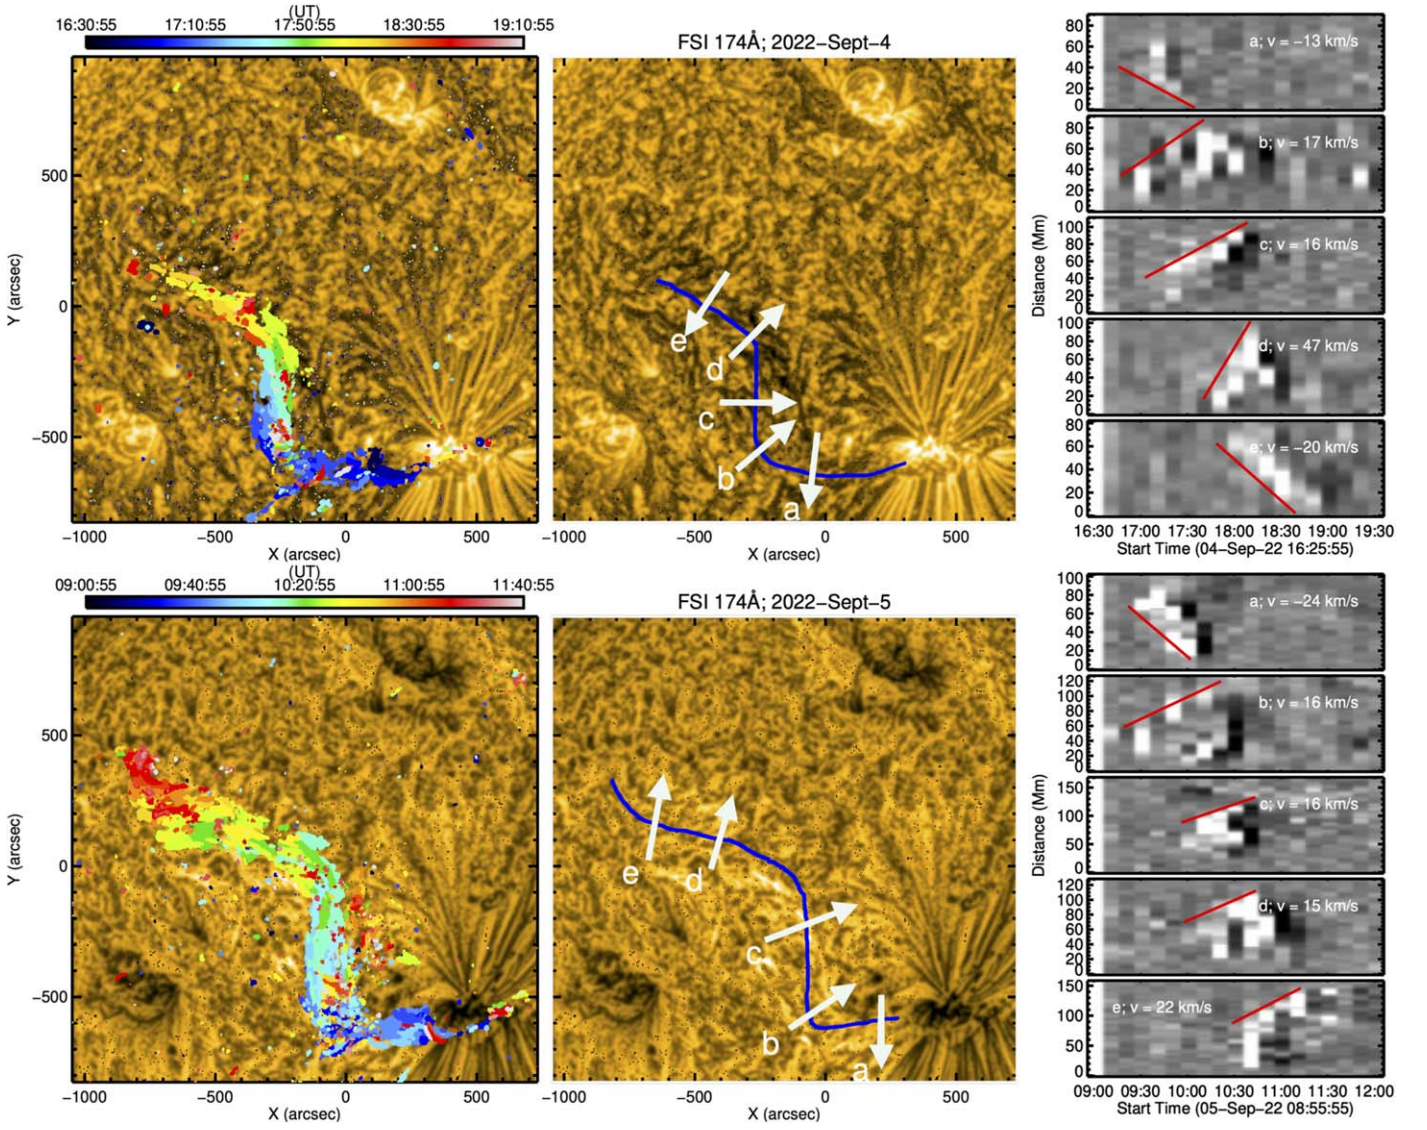 (UT)
16:30:55 17:10:55 17:50:55 18:30:55 19:10:55
FSI 174Å; 2022−Sept−4
Y (arcsec)
500
0
−500
−1000 −500 0 500
X (arcsec)
e
d
c
b
a
−1000 −500 0 500
X (arcsec)
Distance (Mm)
80
60
40
20
0
a; v = −13 km/s
80
60
40
20
0
b; v = 17 km/s
100
80
60
40
20
0
c; v = 16 km/s
100
80
60
40
20
0
d; v = 47 km/s
80
60
40
20
0
e; v = −20 km/s
16:30 17:00 17:30 18:00 18:30 19:00 19:30
Start Time (04−Sep−22 16:25:55)
(UT)
09:00:55 09:40:55 10:20:55 11:00:55 11:40:55
FSI 174Å; 2022−Sept−5
Y (arcsec)
500
0
−500
−1000 −500 0 500
X (arcsec)
e
d
c
b
a
−1000 −500 0 500
X (arcsec)
Distance (Mm)
100
80
60
40
20
0
a; v = −24 km/s
120
100
80
60
40
20
0
b; v = 16 km/s
150
100
50
0
c; v = 16 km/s
120
100
80
60
40
20
0
d; v = 15 km/s
150
100
50
0
e; v = 22 km/s
09:00 09:30 10:00 10:30 11:00 11:30 12:00
Start Time (05−Sep−22 08:55:55)